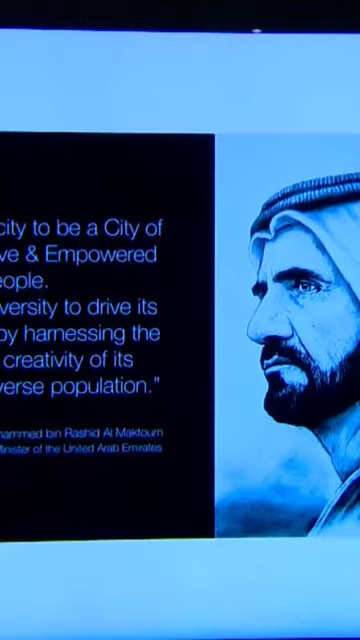 city to be a City of
ve & Empowered
eople.
versity to drive its
by harnessing the
creativity of its
verse population."
hammed bin Rashid Al Maktoum
Minister of the United Arab Emirates